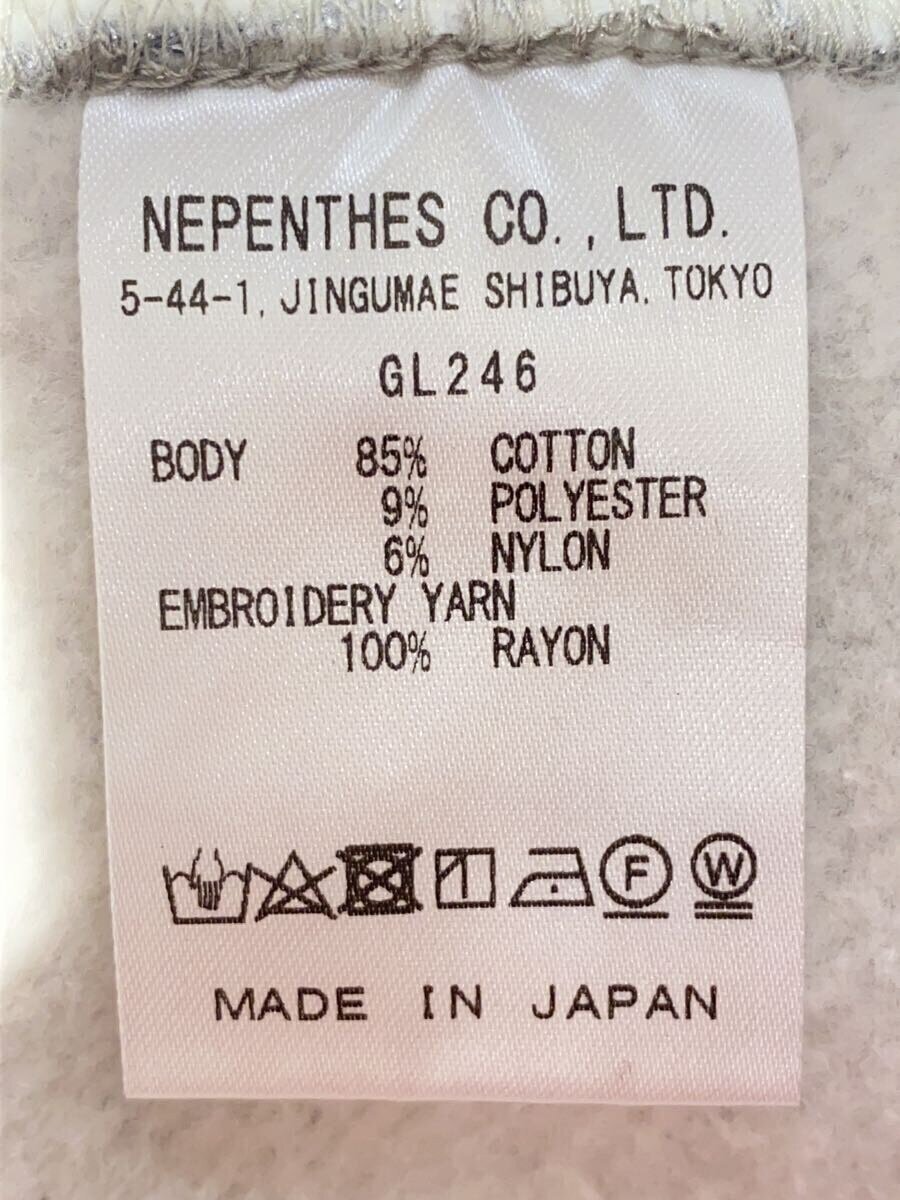 NEPENTHES CO.,LTD.
5-44-1, JINGUMAE SHIBUYA, TOKYO
GL246
BODY 85% COTTON
9% POLYESTER
6% NYLON
EMBROIDERY YARN
100% RAYON
F W
MADE IN JAPAN